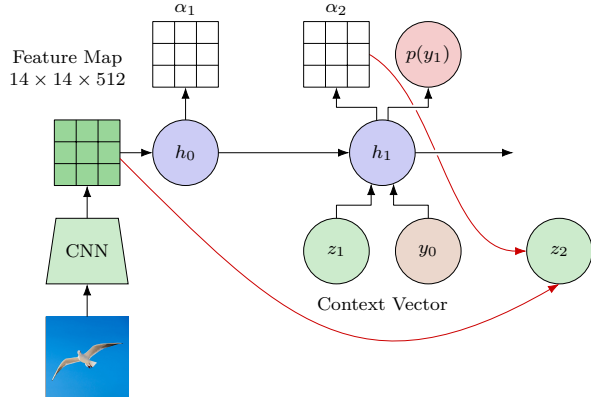 α₁
α₂
Feature Map
14 × 14 × 512
p(y₁)
h₀
h₁
CNN
z₁
y₀
z₂
Context Vector